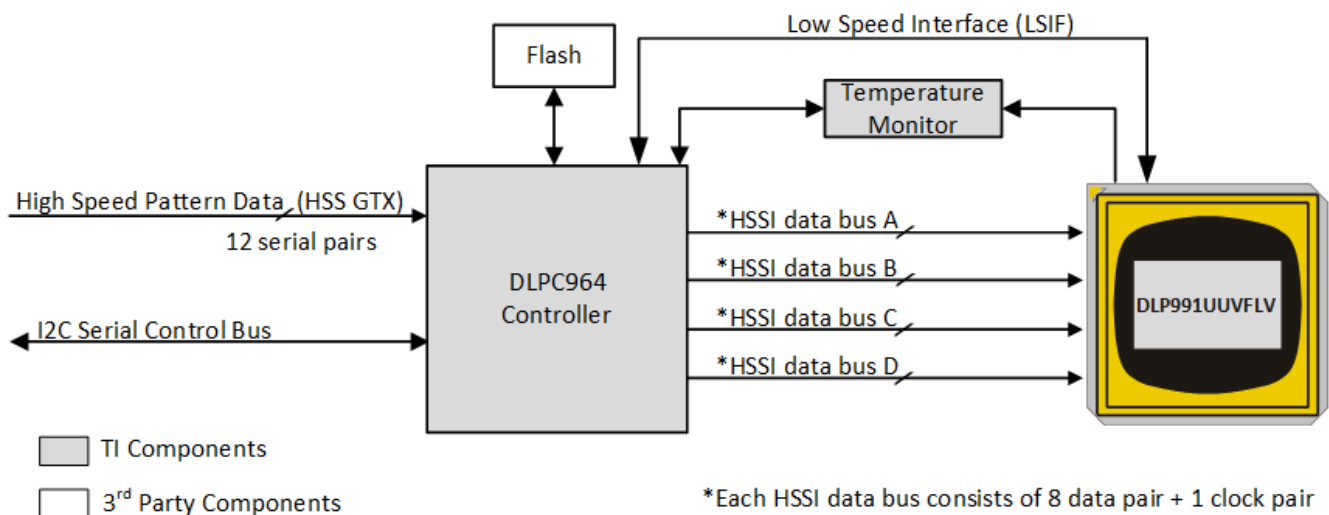 Low Speed Interface (LSIF)
Flash
Temperature
Monitor
High Speed Pattern Data (HSS GTX)
12 serial pairs
*HSSI data bus A
*HSSI data bus B
DLPC964
Controller
DLP991UUVFLV
*HSSI data bus C
I2C Serial Control Bus
*HSSI data bus D
TI Components
3rd Party Components
*Each HSSI data bus consists of 8 data pair + 1 clock pair